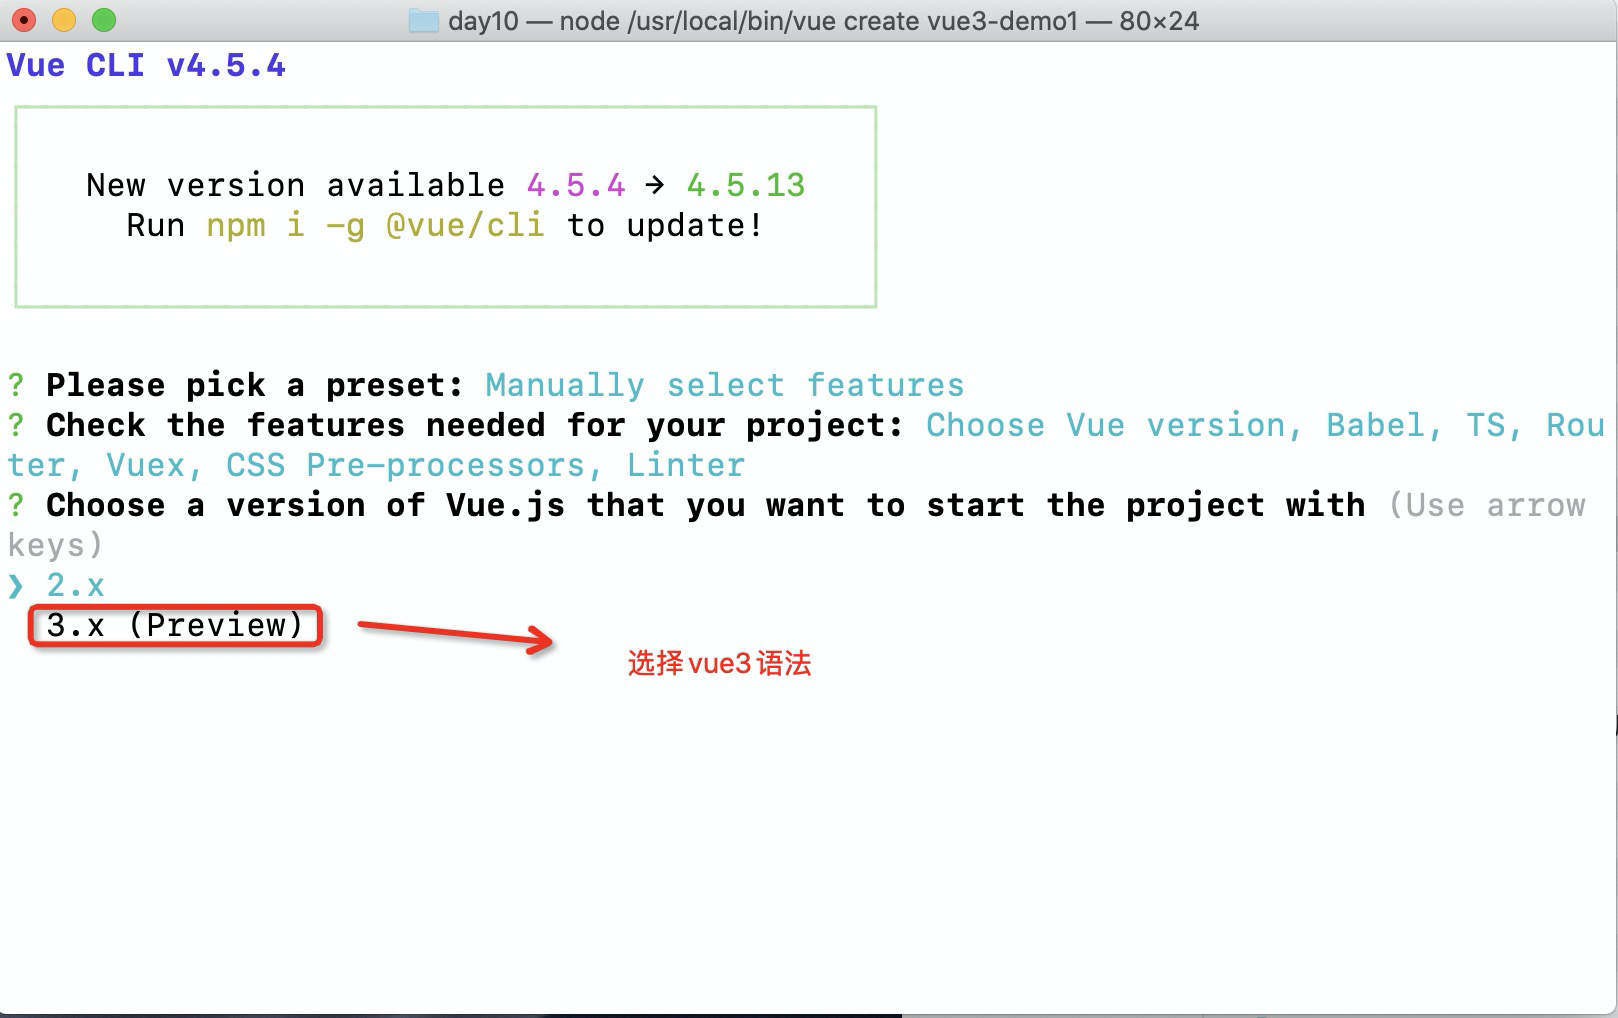 day10 — node /usr/local/bin/vue create vue3-demo1 — 80×24
Vue CLI v4.5.4
New version available 4.5.4 → 4.5.13
Run npm i -g @vue/cli to update!
? Please pick a preset: Manually select features
? Check the features needed for your project: Choose Vue version, Babel, TS, Rou
ter, Vuex, CSS Pre-processors, Linter
? Choose a version of Vue.js that you want to start the project with (Use arrow
keys)
❯ 2.x
3.x (Preview)
选择vue3语法